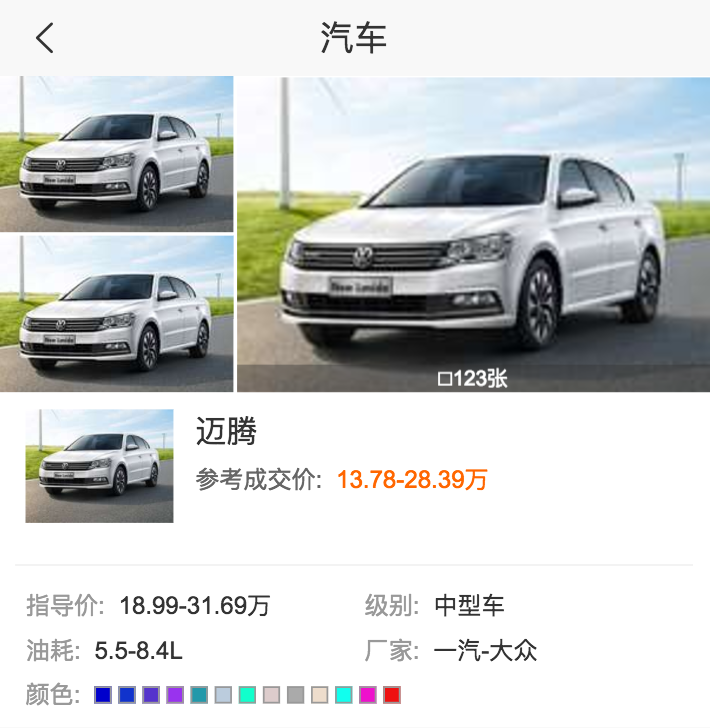 汽车
New Lavida
New Lavida
New Lavida
□123张
迈腾
参考成交价: 13.78-28.39万
指导价: 18.99-31.69万
级别: 中型车
油耗: 5.5-8.4L
厂家: 一汽-大众
颜色: